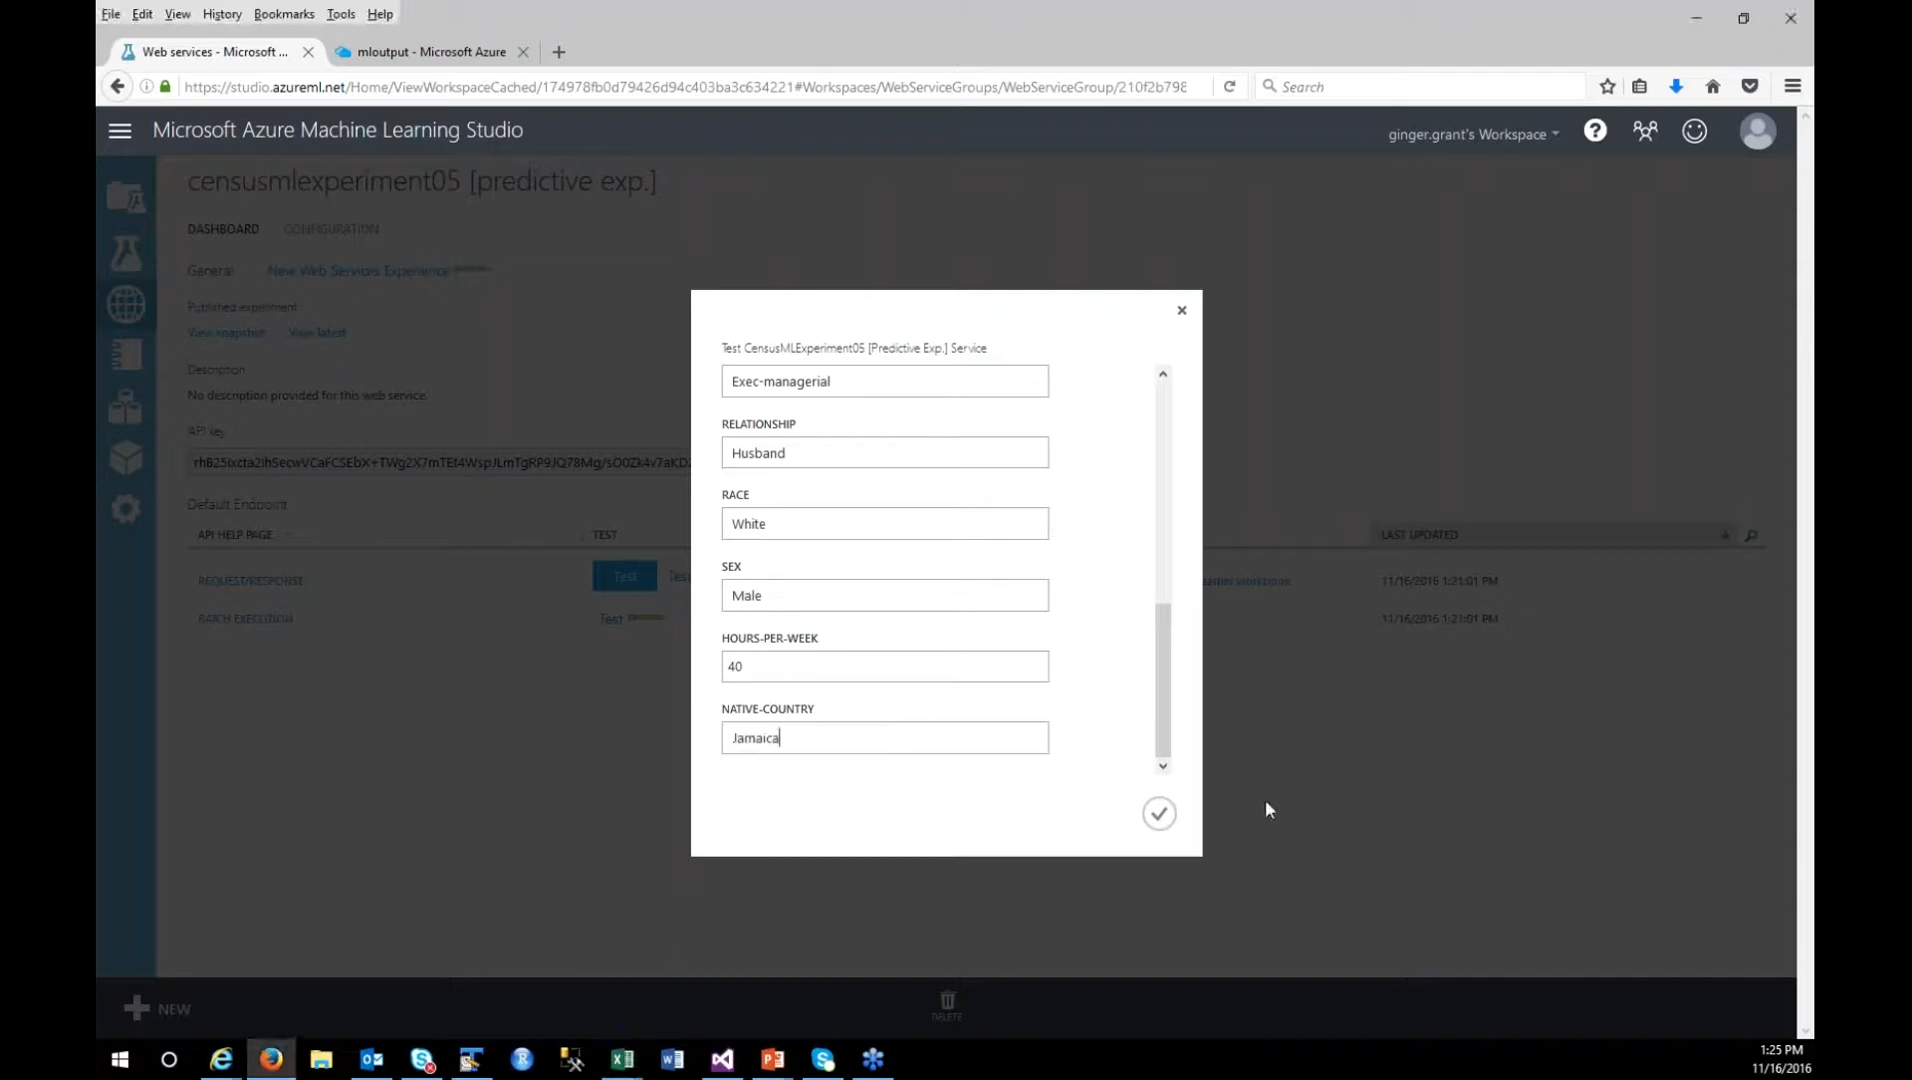 File Edit View History Bookmarks Tools Help
Web services - Microsoft ... mloutput - Microsoft Azure
https://studio.azureml.net/Home/ViewWorkspaceCached/174978fb0d79426d94c403ba3c634221#Workspaces/WebServiceGroups/WebServiceGroup/210f2b798 Search
Microsoft Azure Machine Learning Studio ginger.grant's Workspace
censusmlexperiment05 [predictive exp.]
DASHBOARD CONFIGURATION
General New Web Services Experience
Published experiment
View snapshot View latest
Description
No description provided for this web service.
API key
Default Endpoint
API HELP PAGE TEST LAST UPDATED
REQUEST/RESPONSE Test 11/16/2016 1:21:01 PM
BATCH EXECUTION Test 11/16/2016 1:21:01 PM
Test CensusMLExperiment05 [Predictive Exp.] Service
Exec-managerial
RELATIONSHIP
Husband
RACE
White
SEX
Male
HOURS-PER-WEEK
40
NATIVE-COUNTRY
Jamaica
NEW DELETE
1:25 PM
11/16/2016